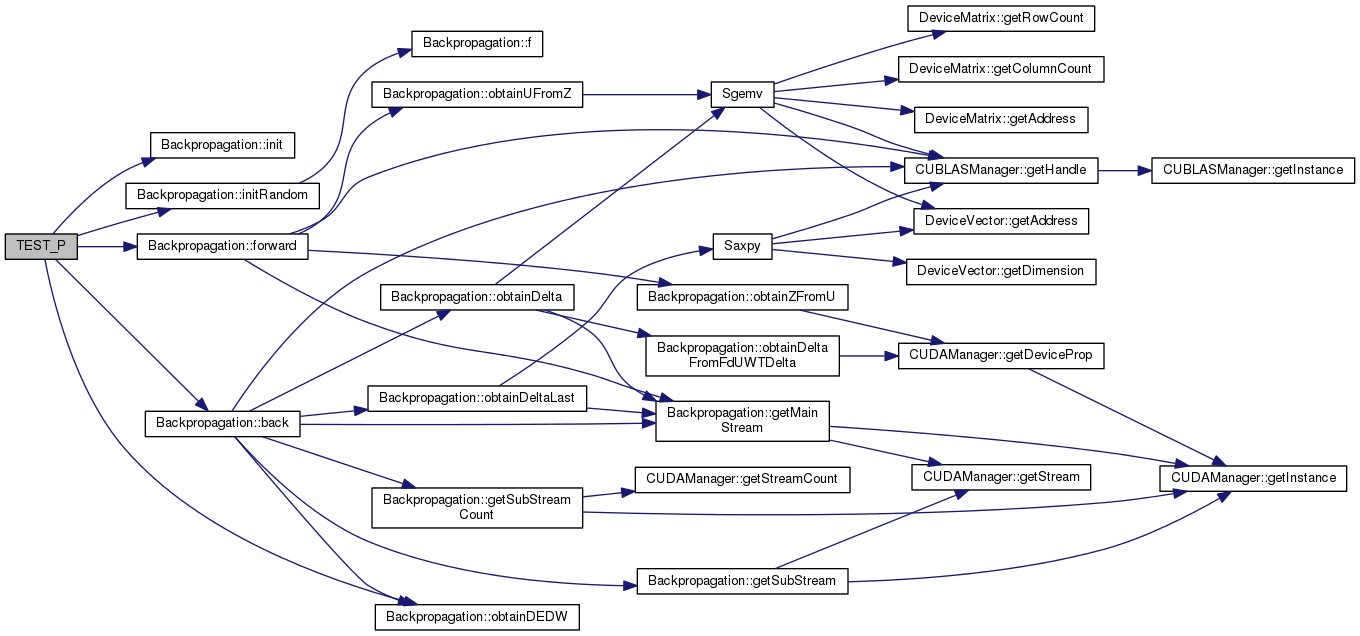 DeviceMatrix::getRowCount
Backpropagation::f
DeviceMatrix::getColumnCount
Backpropagation::obtainUFromZ
Sgemv
DeviceMatrix::getAddress
Backpropagation::init
CUBLASManager::getHandle
CUBLASManager::getInstance
Backpropagation::initRandom
DeviceVector::getAddress
TEST_P
Backpropagation::forward
Saxpy
DeviceVector::getDimension
Backpropagation::obtainDelta
Backpropagation::obtainZFromU
Backpropagation::obtainDelta
FromFdUWTDelta
CUDAManager::getDeviceProp
Backpropagation::obtainDeltaLast
Backpropagation::getMain
Stream
Backpropagation::back
CUDAManager::getStreamCount
CUDAManager::getStream
CUDAManager::getInstance
Backpropagation::getSubStream
Count
Backpropagation::getSubStream
Backpropagation::obtainDEDW